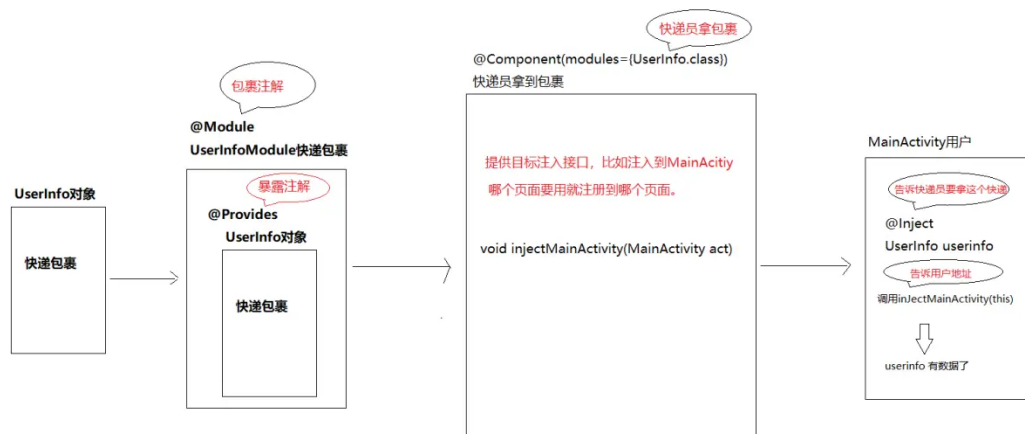 UserInfo对象
快递包裹
包裹注解
@Module
UserInfoModule快递包裹
暴露注解
@Provides
UserInfo对象
快递包裹
快递员拿包裹
@Component(modules={UserInfo.class})
快递员拿到包裹
提供目标注入接口，比如注入到MainAcitiy
哪个页面要用就注册到哪个页面。
void injectMainActivity(MainActivity act)
MainActivity用户
告诉快递员要拿这个快递
@Inject
UserInfo userinfo
告诉用户地址
调用inJectMainActivity(this)
userinfo 有数据了